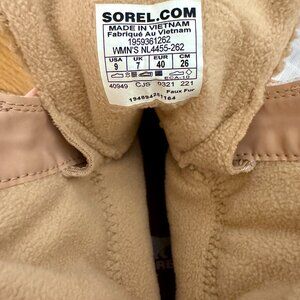 SOREL.COM
MADE IN VIETNAM
Fabriqué Au Vietnam
1959361262
WMN'S NL4455-262
USA UK EUR CM
9 7 40 26
40949 CJS 9321 221
Faux Fur